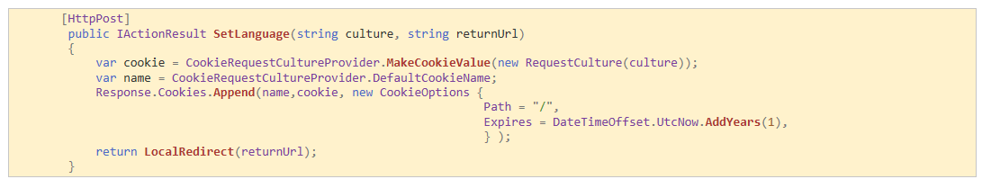 [HttpPost]
public IActionResult SetLanguage(string culture, string returnUrl)
{
var cookie = CookieRequestCultureProvider.MakeCookieValue(new RequestCulture(culture));
var name = CookieRequestCultureProvider.DefaultCookieName;
Response.Cookies.Append(name,cookie, new CookieOptions {
Path = "/",
Expires = DateTimeOffset.UtcNow.AddYears(1),
} );
return LocalRedirect(returnUrl);
}